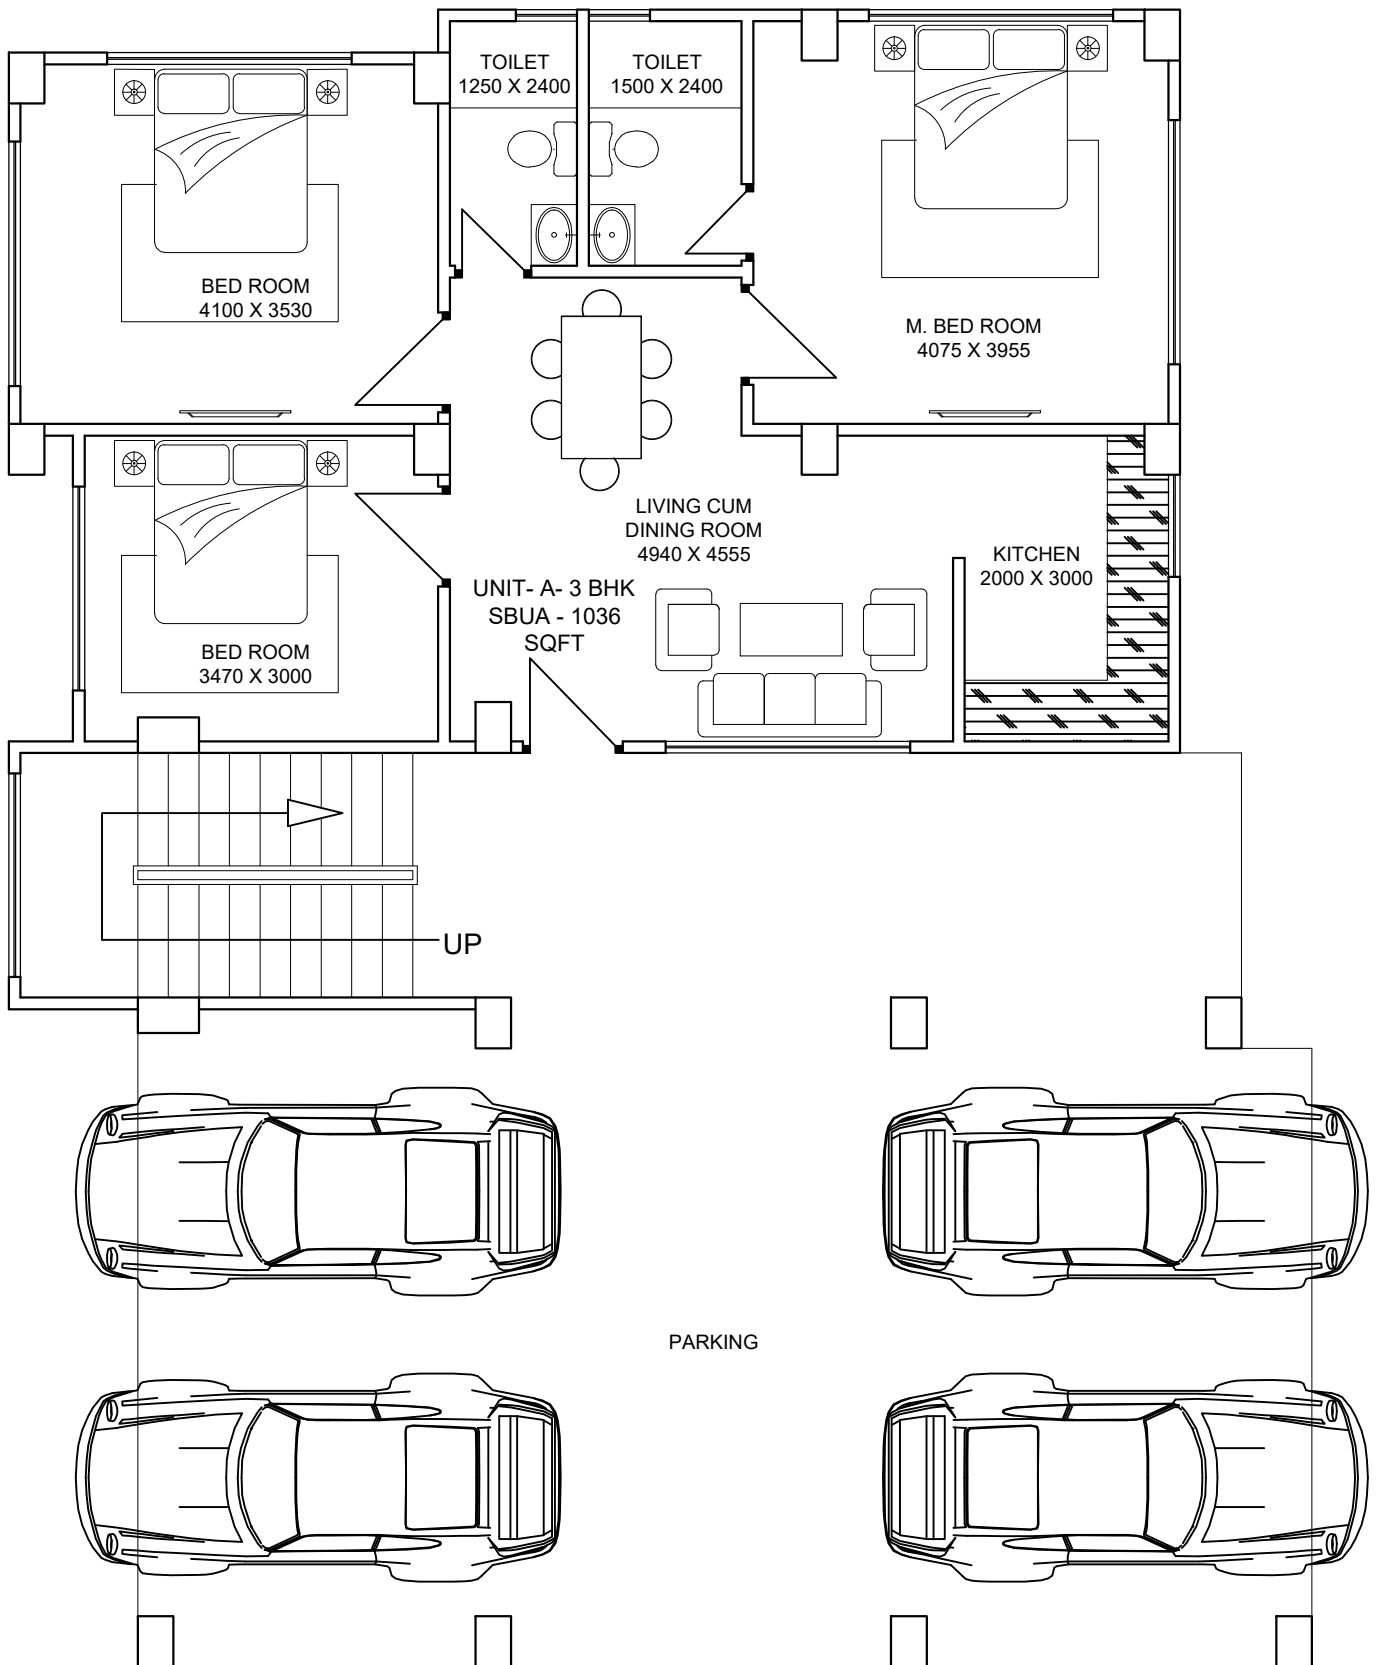 TOILET
1250 X 2400
TOILET
1500 X 2400
BED ROOM
4100 X 3530
M. BED ROOM
4075 X 3955
LIVING CUM
DINING ROOM
4940 X 4555
KITCHEN
2000 X 3000
UNIT- A- 3 BHK
SBUA - 1036
SQFT
BED ROOM
3470 X 3000
UP
PARKING